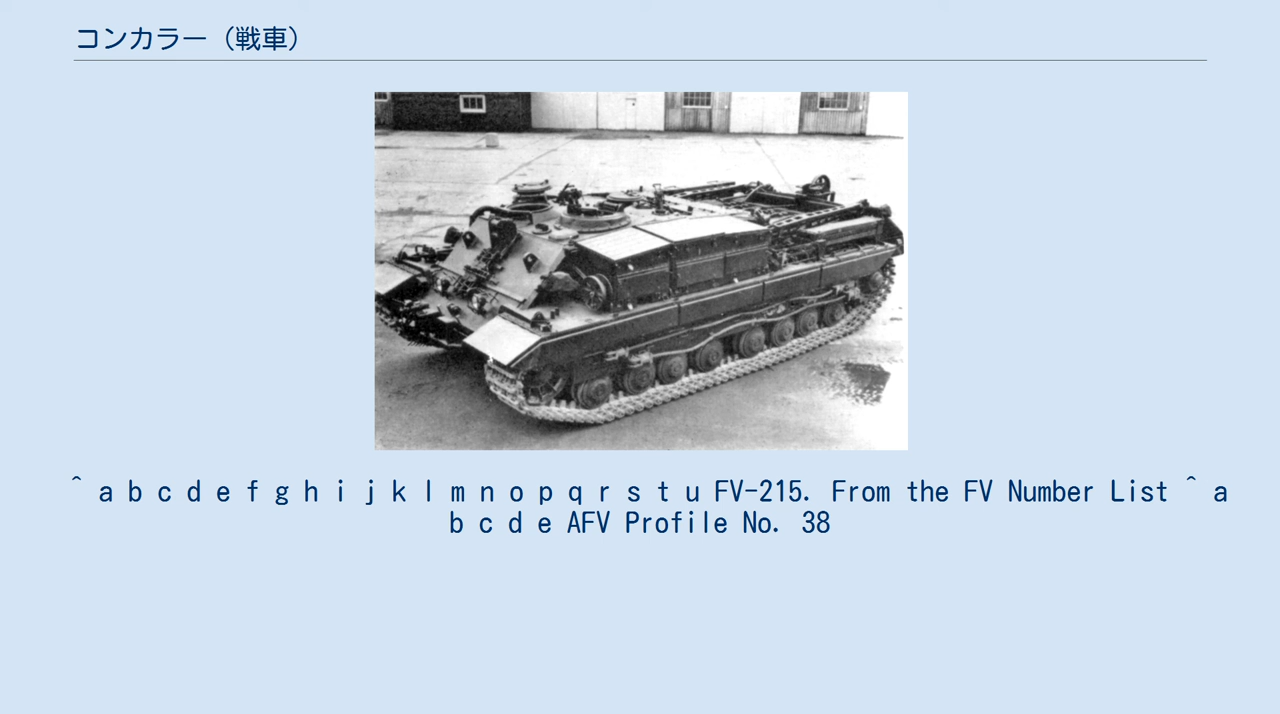 コンカラー（戦車）
^ a b c d e f g h i j k l m n o p q r s t u FV-215. From the FV Number List ^ a
b c d e AFV Profile No. 38